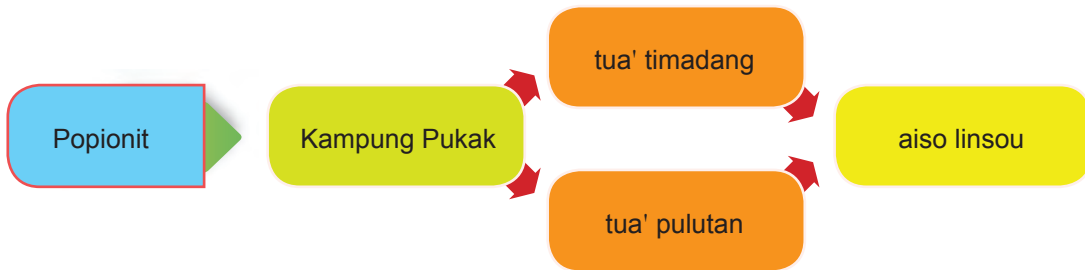 Popionit
Kampung Pukak
tua' timadang
tua' pulutan
aiso linsou